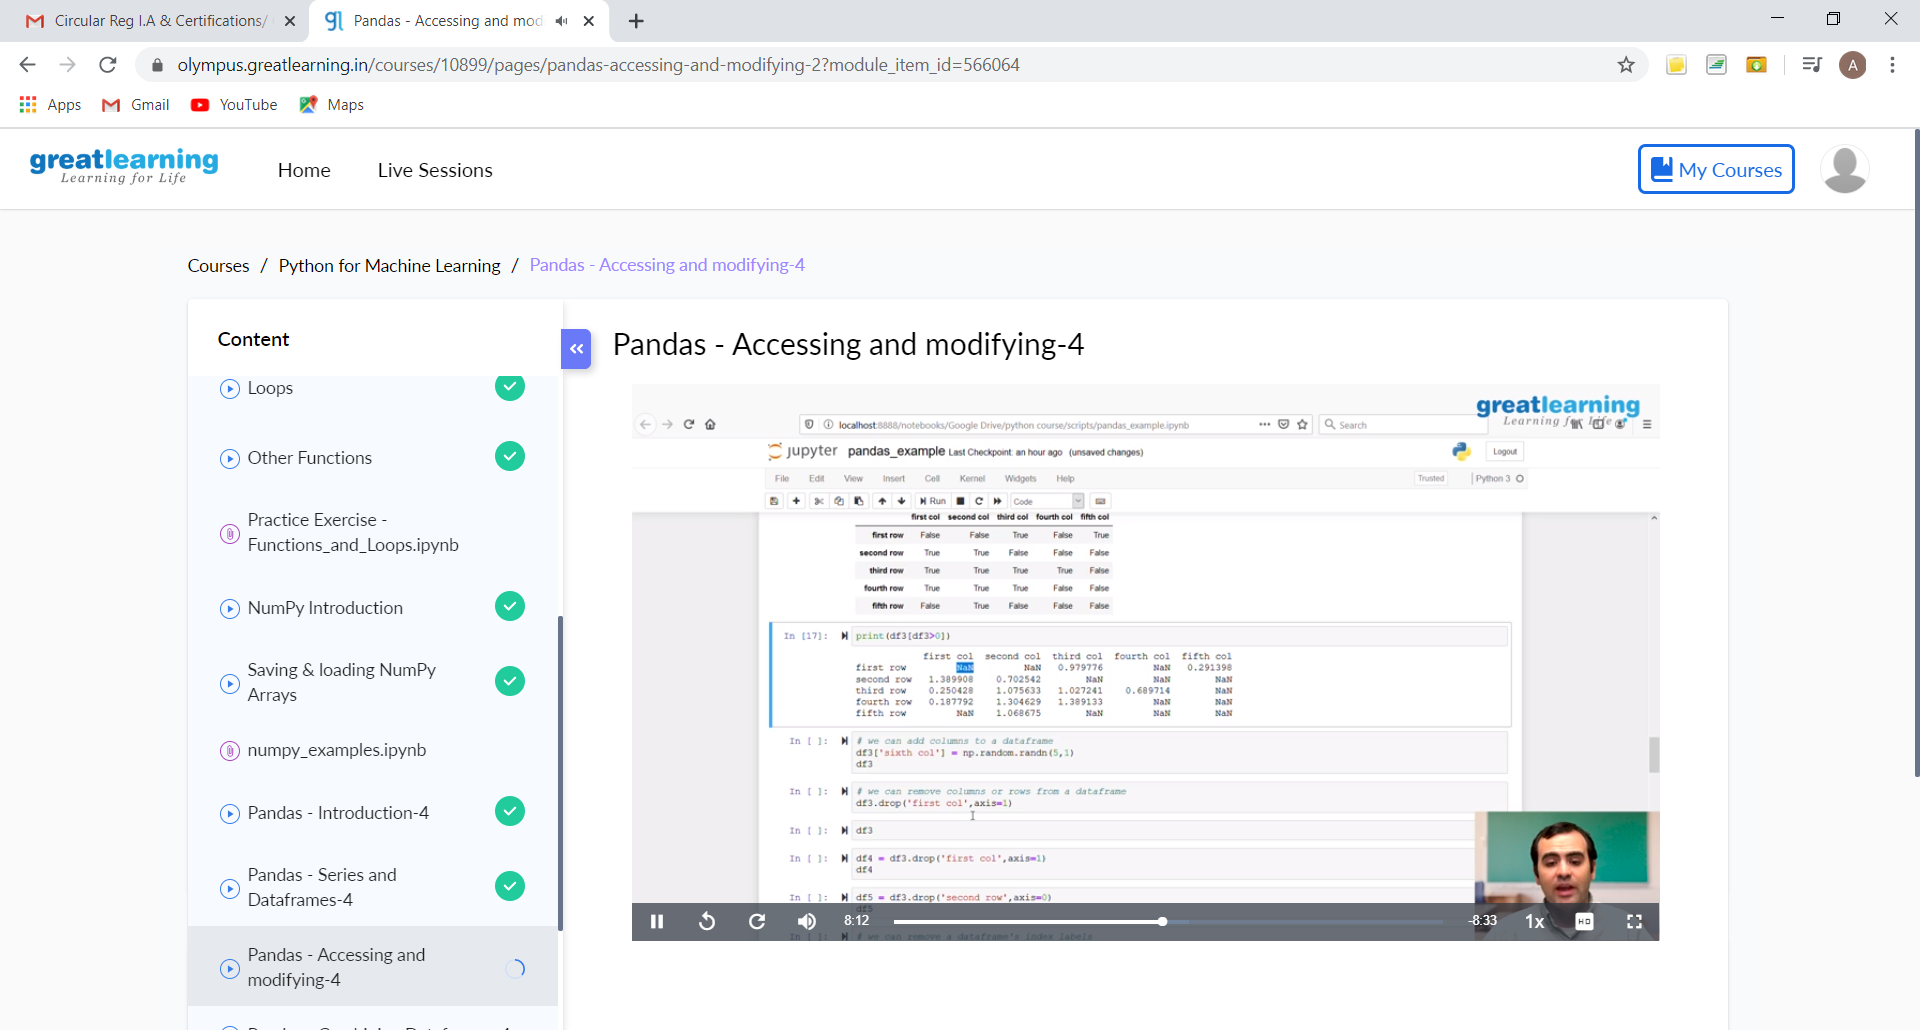 Circular Reg I.A & Certifications/
Pandas - Accessing and mod
olympus.greatlearning.in/courses/10899/pages/pandas-accessing-and-modifying-2?module_item_id=566064
A
Apps Gmail YouTube Maps
greatlearning
Learning for Life
Home Live Sessions
My Courses
Courses / Python for Machine Learning / Pandas - Accessing and modifying-4
Content
Loops
Other Functions
Practice Exercise -
Functions_and_Loops.ipynb
NumPy Introduction
Saving & loading NumPy
Arrays
numpy_examples.ipynb
Pandas - Introduction-4
Pandas - Series and
Dataframes-4
Pandas - Accessing and
modifying-4
Pandas - Accessing and modifying-4
greatlearning
Learning for Life
localhost:8888/notebooks/Google Drive/python course/scripts/pandas_example.ipynb
Search
jupyter pandas_example Last Checkpoint: an hour ago (unsaved changes)
Logout
File Edit View Insert Cell Kernel Widgets Help
Trusted Python 3
Run Code
first col second col third col fourth col fifth col
first row False False True False True
second row True True False False False
third row True True True True False
fourth row True True True False False
fifth row False True False False False
In [17]: print(df3[df3>0])
first col second col third col fourth col fifth col
first row NaN NaN 0.979776 NaN 0.291398
second row 1.389908 0.702542 NaN NaN NaN
third row 0.250428 1.075633 1.027241 0.689714 NaN
fourth row 0.187792 1.304629 1.389133 NaN NaN
fifth row NaN 1.068675 NaN NaN NaN
In [ ]: # we can add columns to a dataframe
df3['sixth col'] = np.random.randn(5,1)
df3
In [ ]: # we can remove columns or rows from a dataframe
df3.drop('first col',axis=1)
In [ ]: df3
In [ ]: df4 = df3.drop('first col',axis=1)
df4
In [ ]: df5 = df3.drop('second row',axis=0)
df5
In [ ]: # we can remove a dataframe's index labels
8:12
-8:33
1x
HD